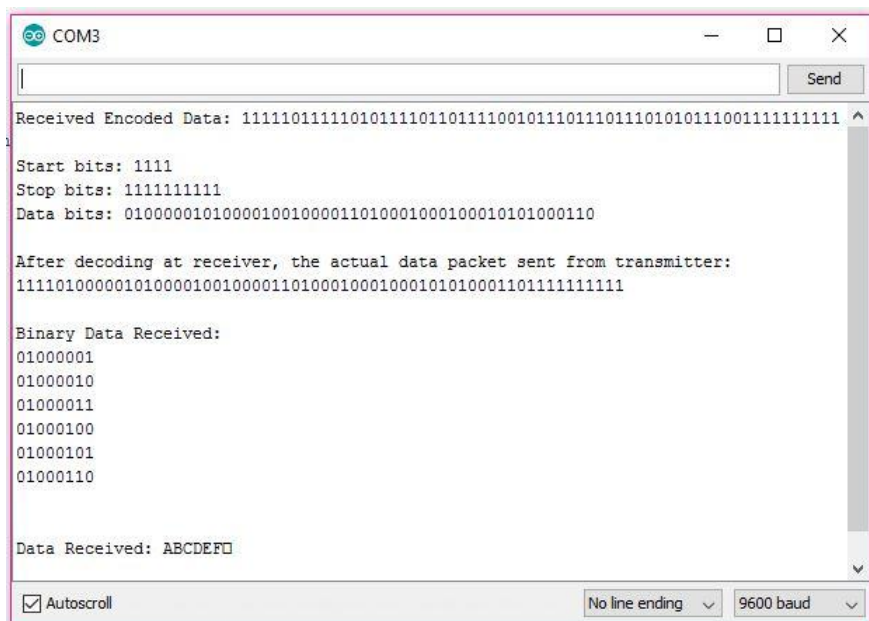 COM3
Send
Received Encoded Data: 1111101111101011110110111100101110111011101010111001111111111
Start bits: 1111
Stop bits: 1111111111
Data bits: 010000010100001001000011010001000100010101000110
After decoding at receiver, the actual data packet sent from transmitter:
11110100000101000010010000110100010001000101010001101111111111
Binary Data Received:
01000001
01000010
01000011
01000100
01000101
01000110
Data Received: ABCDEF□
Autoscroll
No line ending
9600 baud